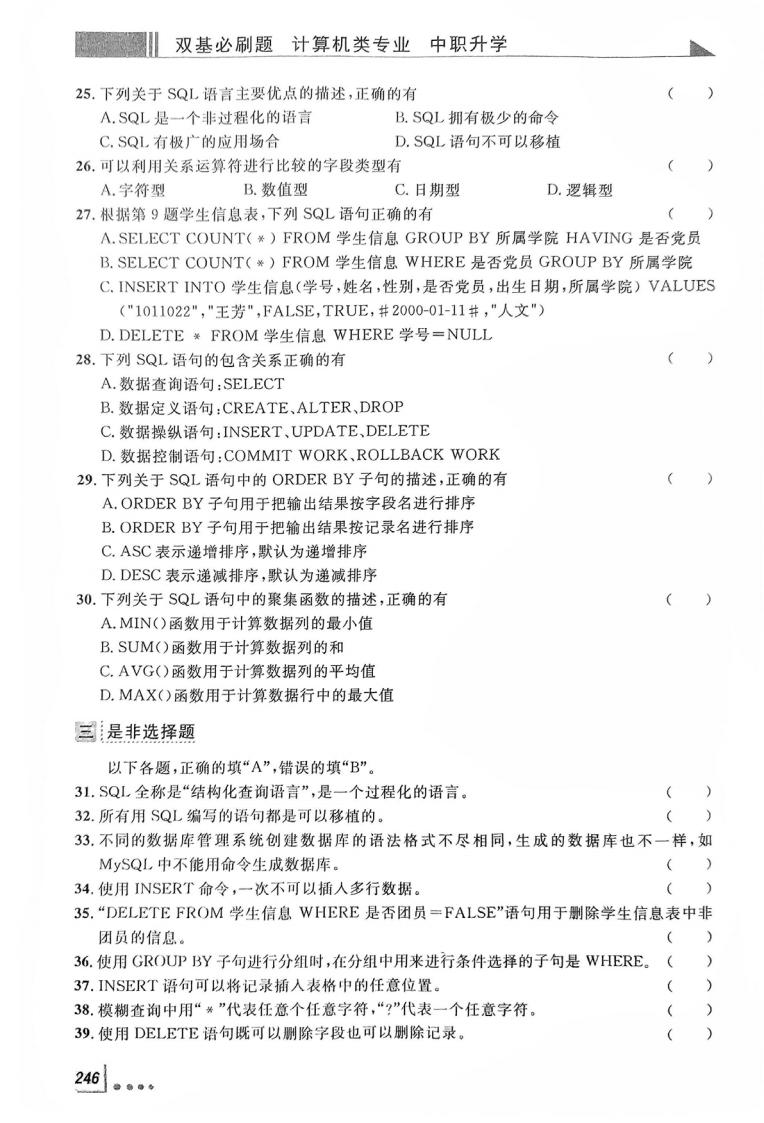 双基必刷题 计算机类专业 中职升学
25. 下列关于 SQL 语言主要优点的描述,正确的有 ( )
A. SQL 是一个非过程化的语言 B. SQL 拥有极少的命令
C. SQL 有极广的应用场合 D. SQL 语句不可以移植
26. 可以利用关系运算符进行比较的字段类型有 ( )
A. 字符型 B. 数值型 C. 日期型 D. 逻辑型
27. 根据第 9 题学生信息表,下列 SQL 语句正确的有 ( )
A. SELECT COUNT(*) FROM 学生信息 GROUP BY 所属学院 HAVING 是否党员
B. SELECT COUNT(*) FROM 学生信息 WHERE 是否党员 GROUP BY 所属学院
C. INSERT INTO 学生信息(学号,姓名,性别,是否党员,出生日期,所属学院) VALUES
("1011022","王芳",FALSE,TRUE,#2000-01-11#,"人文")
D. DELETE * FROM 学生信息 WHERE 学号=NULL
28. 下列 SQL 语句的包含关系正确的有 ( )
A. 数据查询语句:SELECT
B. 数据定义语句:CREATE、ALTER、DROP
C. 数据操纵语句:INSERT、UPDATE、DELETE
D. 数据控制语句:COMMIT WORK、ROLLBACK WORK
29. 下列关于 SQL 语句中的 ORDER BY 子句的描述,正确的有 ( )
A. ORDER BY 子句用于把输出结果按字段名进行排序
B. ORDER BY 子句用于把输出结果按记录名进行排序
C. ASC 表示递增排序,默认为递增排序
D. DESC 表示递减排序,默认为递减排序
30. 下列关于 SQL 语句中的聚集函数的描述,正确的有 ( )
A. MIN()函数用于计算数据列的最小值
B. SUM()函数用于计算数据列的和
C. AVG()函数用于计算数据列的平均值
D. MAX()函数用于计算数据行中的最大值
三 是非选择题
以下各题,正确的填“A”,错误的填“B”。
31. SQL 全称是“结构化查询语言”,是一个过程化的语言。 ( )
32. 所有用 SQL 编写的语句都是可以移植的。 ( )
33. 不同的数据库管理系统创建数据库的语法格式不尽相同,生成的数据库也不一样,如
MySQL 中不能用命令生成数据库。 ( )
34. 使用 INSERT 命令,一次不可以插入多行数据。 ( )
35. “DELETE FROM 学生信息 WHERE 是否团员=FALSE”语句用于删除学生信息表中非
团员的信息。 ( )
36. 使用 GROUP BY 子句进行分组时,在分组中用来进行条件选择的子句是 WHERE。 ( )
37. INSERT 语句可以将记录插入表格中的任意位置。 ( )
38. 模糊查询中用“*”代表任意个任意字符,“?”代表一个任意字符。 ( )
39. 使用 DELETE 语句既可以删除字段也可以删除记录。 ( )
246